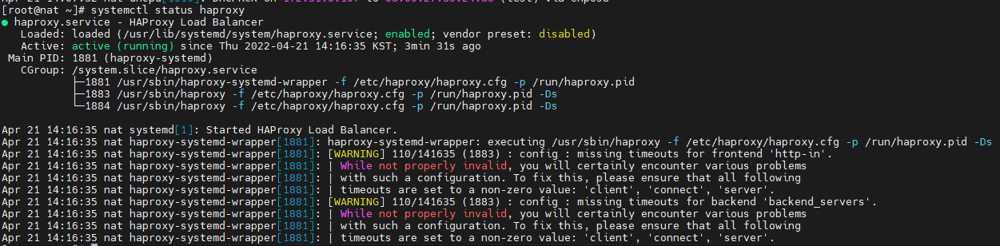 [root@nat ~]# systemctl status haproxy
● haproxy.service - HAProxy Load Balancer
Loaded: loaded (/usr/lib/systemd/system/haproxy.service; enabled; vendor preset: disabled)
Active: active (running) since Thu 2022-04-21 14:16:35 KST; 3min 31s ago
Main PID: 1881 (haproxy-systemd)
CGroup: /system.slice/haproxy.service
├─1881 /usr/sbin/haproxy-systemd-wrapper -f /etc/haproxy/haproxy.cfg -p /run/haproxy.pid
├─1883 /usr/sbin/haproxy -f /etc/haproxy/haproxy.cfg -p /run/haproxy.pid -Ds
└─1884 /usr/sbin/haproxy -f /etc/haproxy/haproxy.cfg -p /run/haproxy.pid -Ds
Apr 21 14:16:35 nat systemd[1]: Started HAProxy Load Balancer.
Apr 21 14:16:35 nat haproxy-systemd-wrapper[1881]: haproxy-systemd-wrapper: executing /usr/sbin/haproxy -f /etc/haproxy/haproxy.cfg -p /run/haproxy.pid -Ds
Apr 21 14:16:35 nat haproxy-systemd-wrapper[1881]: [WARNING] 110/141635 (1883) : config : missing timeouts for frontend 'http-in'.
Apr 21 14:16:35 nat haproxy-systemd-wrapper[1881]: | While not properly invalid, you will certainly encounter various problems
Apr 21 14:16:35 nat haproxy-systemd-wrapper[1881]: | with such a configuration. To fix this, please ensure that all following
Apr 21 14:16:35 nat haproxy-systemd-wrapper[1881]: | timeouts are set to a non-zero value: 'client', 'connect', 'server'.
Apr 21 14:16:35 nat haproxy-systemd-wrapper[1881]: [WARNING] 110/141635 (1883) : config : missing timeouts for backend 'backend_servers'.
Apr 21 14:16:35 nat haproxy-systemd-wrapper[1881]: | While not properly invalid, you will certainly encounter various problems
Apr 21 14:16:35 nat haproxy-systemd-wrapper[1881]: | with such a configuration. To fix this, please ensure that all following
Apr 21 14:16:35 nat haproxy-systemd-wrapper[1881]: | timeouts are set to a non-zero value: 'client', 'connect', 'server'.